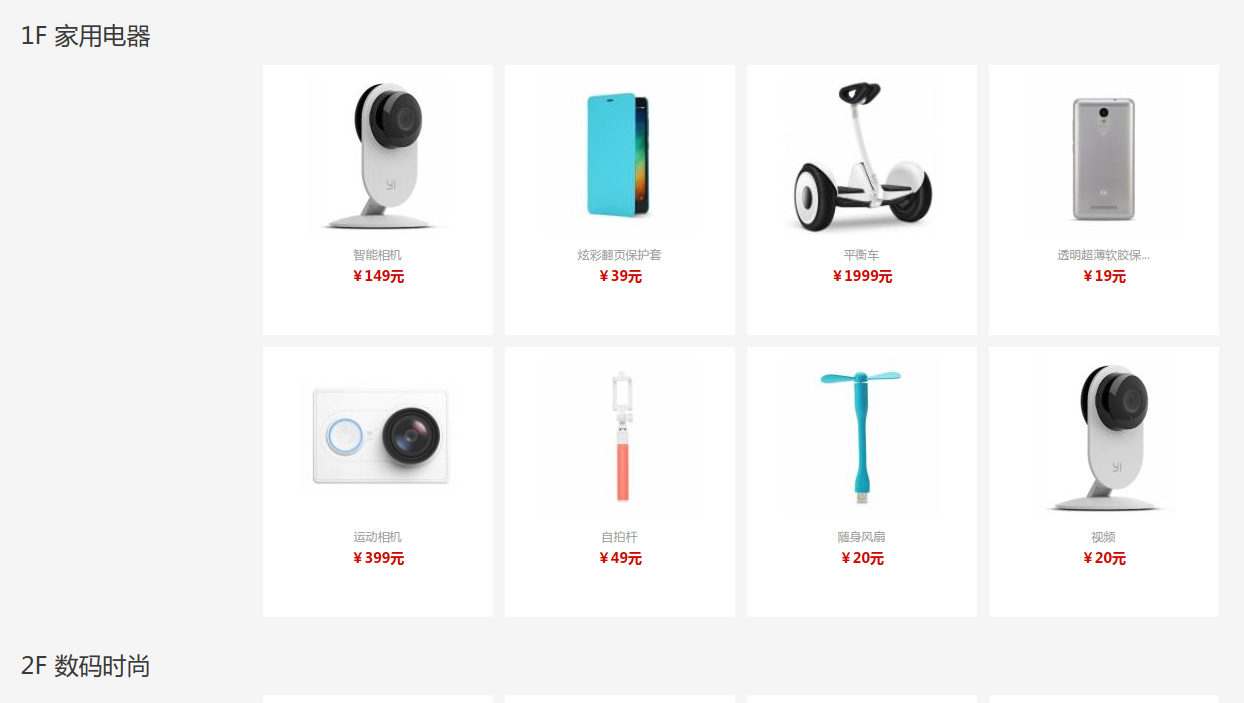 1F 家用电器
智能相机
¥149元
炫彩翻页保护套
¥39元
平衡车
¥1999元
透明超薄软胶保...
¥19元
运动相机
¥399元
自拍杆
¥49元
随身风扇
¥20元
视频
¥20元
2F 数码时尚